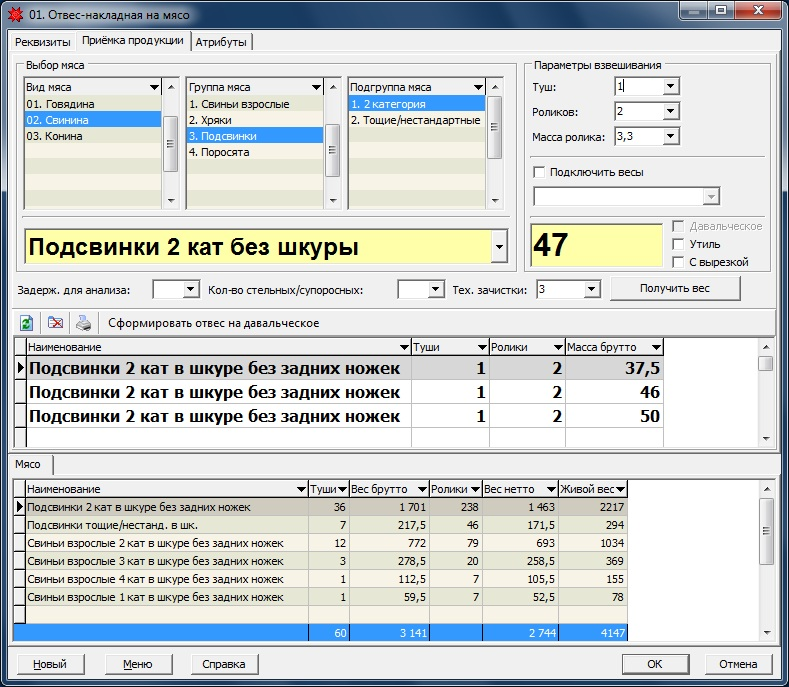 01. Отвес-накладная на мясо
Реквизиты Приёмка продукции Атрибуты
Выбор мяса
Вид мяса
01. Говядина
02. Свинина
03. Конина
Группа мяса
1. Свиньи взрослые
2. Хряки
3. Подсвинки
4. Поросята
Подгруппа мяса
1. 2 категория
2. Тощие/нестандартные
Подсвинки 2 кат без шкуры
Параметры взвешивания
Туш: 1
Роликов: 2
Масса ролика: 3,3
Подключить весы
47
Давальческое
Утиль
С вырезкой
Задерж. для анализа: Кол-во стельных/супоросных: Тех. зачистки: 3 Получить вес
Сформировать отвес на давальческое
Наименование Туши Ролики Масса брутто
Подсвинки 2 кат в шкуре без задних ножек 1 2 37,5
Подсвинки 2 кат в шкуре без задних ножек 1 2 46
Подсвинки 2 кат в шкуре без задних ножек 1 2 50
Мясо
Наименование Туши Вес брутто Ролики Вес нетто Живой вес
Подсвинки 2 кат в шкуре без задних ножек 36 1 701 238 1 463 2217
Подсвинки тощие/нестанд. в шк. 7 217,5 46 171,5 294
Свиньи взрослые 2 кат в шкуре без задних ножек 12 772 79 693 1034
Свиньи взрослые 3 кат в шкуре без задних ножек 3 278,5 20 258,5 369
Свиньи взрослые 4 кат в шкуре без задних ножек 1 112,5 7 105,5 155
Свиньи взрослые 1 кат в шкуре без задних ножек 1 59,5 7 52,5 78
60 3 141 2 744 4147
Новый Меню Справка OK Отмена